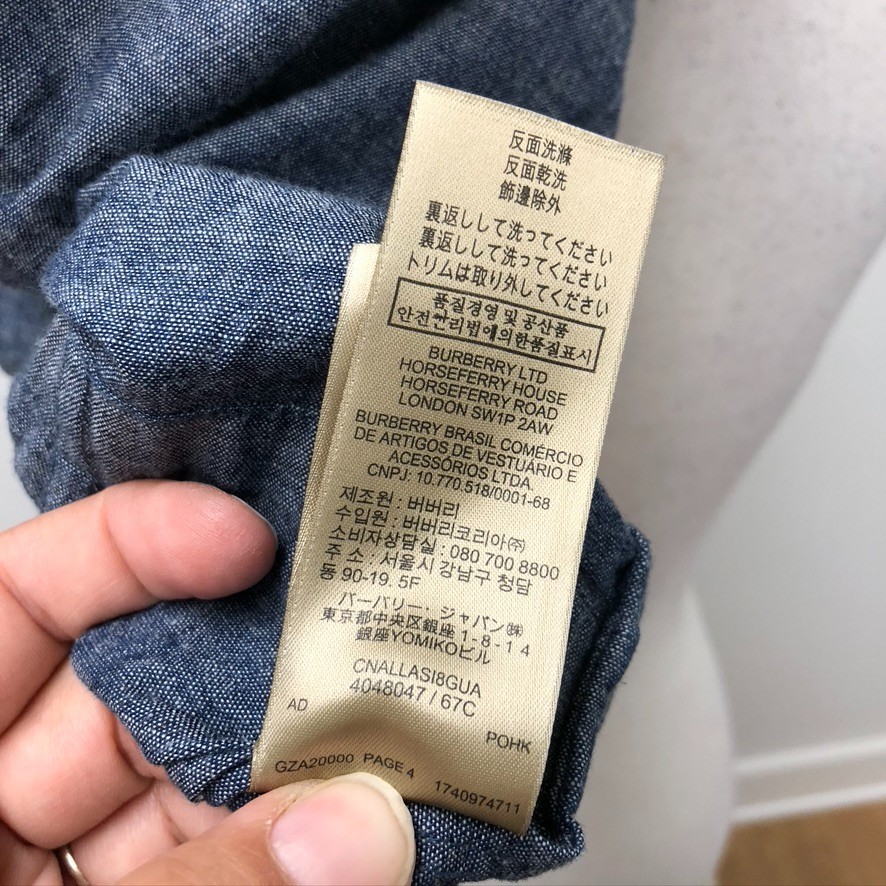 反面洗滌
反面乾洗
飾邊除外
裏返しして洗ってください
裏返しして洗ってください
トリムは取り外してください
품질경영 및 공산품
안전관리법에의한품질표시
BURBERRY LTD
HORSEFERRY HOUSE
HORSEFERRY ROAD
LONDON SW1P 2AW
BURBERRY BRASIL COMÉRCIO
DE ARTIGOS DE VESTUÁRIO E
ACESSÓRIOS LTDA.
CNPJ: 10.770.518/0001-68
제조원 : 버버리
수입원 : 버버리코리아㈜
소비자상담실 : 080 700 8800
주 소 : 서울시 강남구 청담
동 90-19. 5F
バーバリー・ジャパン㈱
東京都中央区銀座 1 - 8 - 1 4
銀座YOMIKOビル
CNALLASI8GUA
4048047 / 67C
AD
POHK
GZA20000 PAGE 4 1740974711